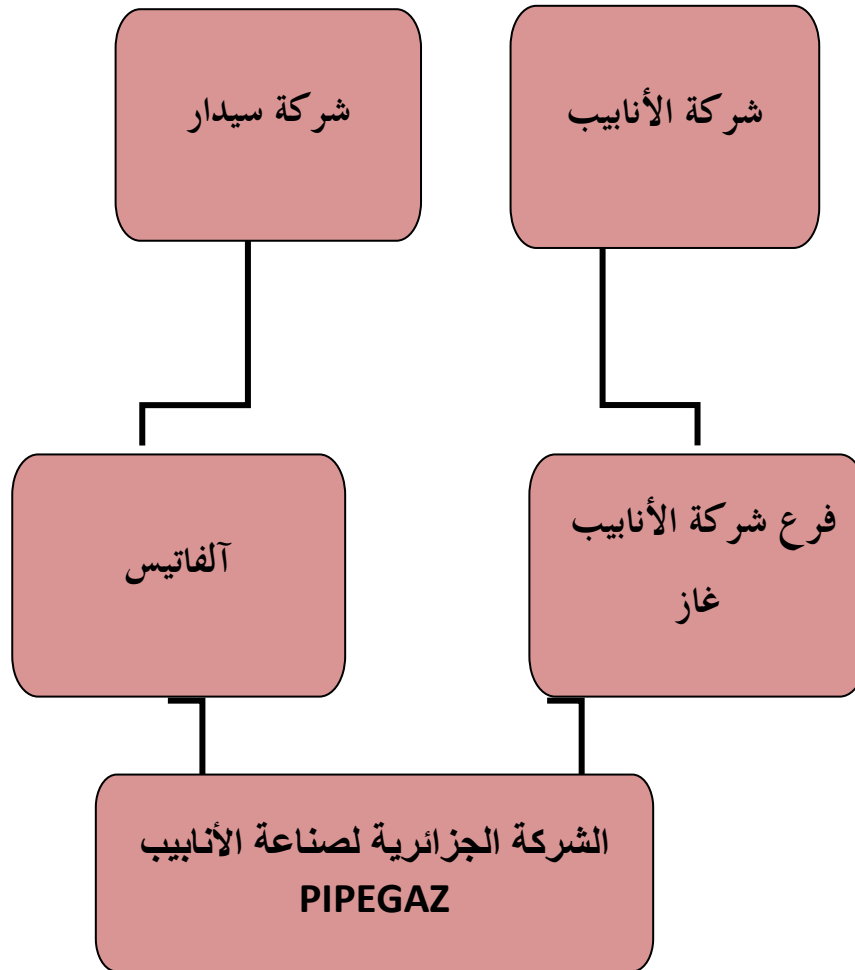 شركة الأنابيب
شركة سيدار
فرع شركة الأنابيب
غاز
آلفاتيس
الشركة الجزائرية لصناعة الأنابيب
PIPEGAZ